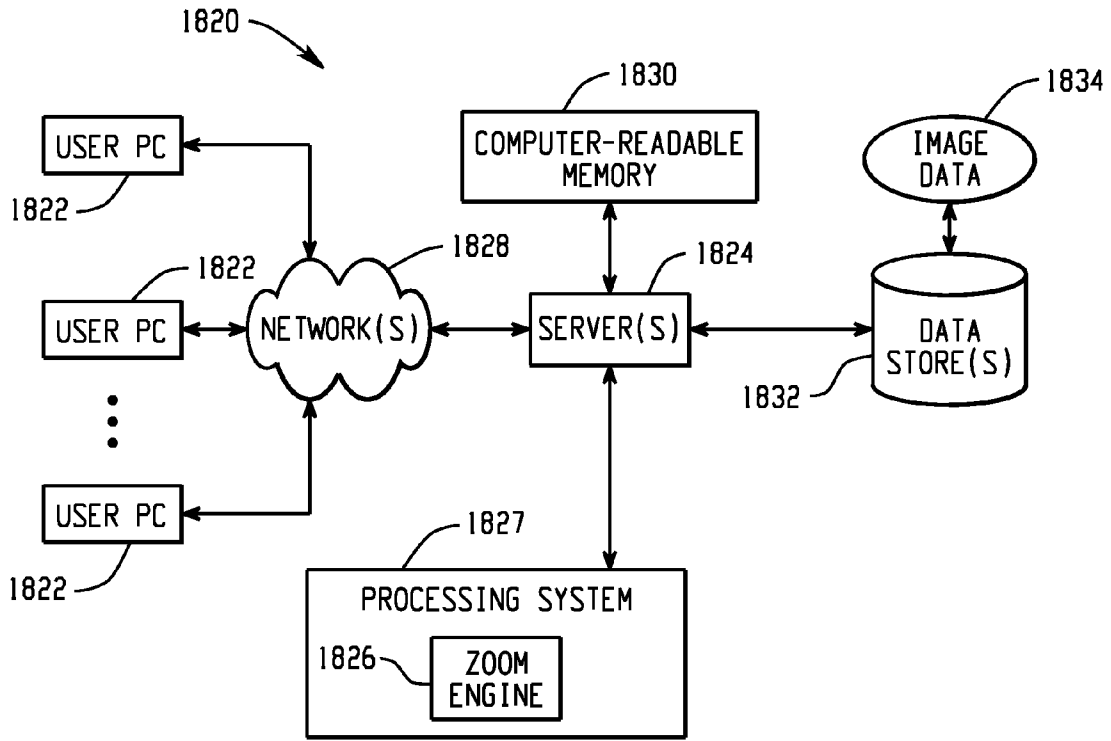 1820
1830
COMPUTER-READABLE
MEMORY
1834
IMAGE
DATA
USER PC
1822
1822
USER PC
1828
NETWORK(S)
1824
SERVER(S)
DATA
STORE(S)
1832
USER PC
1822
1827
PROCESSING SYSTEM
1826
ZOOM
ENGINE